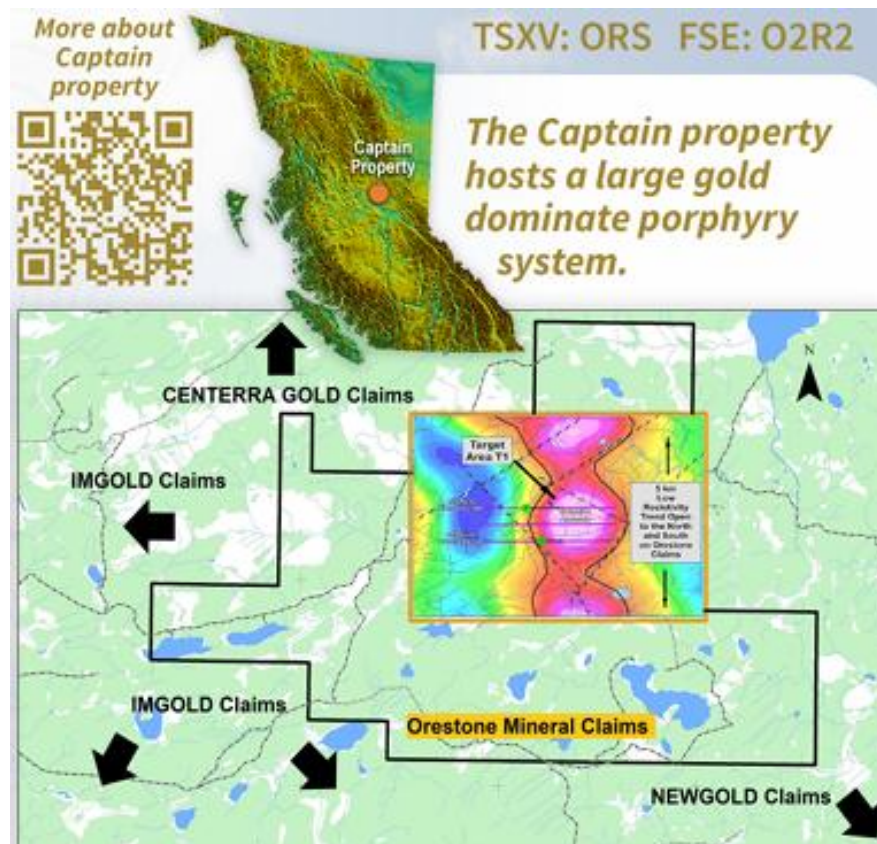 More about
Captain
property
TSXV: ORS FSE: O2R2
Captain
Property
The Captain property
hosts a large gold
dominate porphyry
system.
CENTERRA GOLD Claims
N
IMGOLD Claims
Target
Area T1
5 km
Low
Resistivity
Trend Open
to the North
and South
on Orestone
Claims
IMGOLD Claims
Orestone Mineral Claims
NEWGOLD Claims